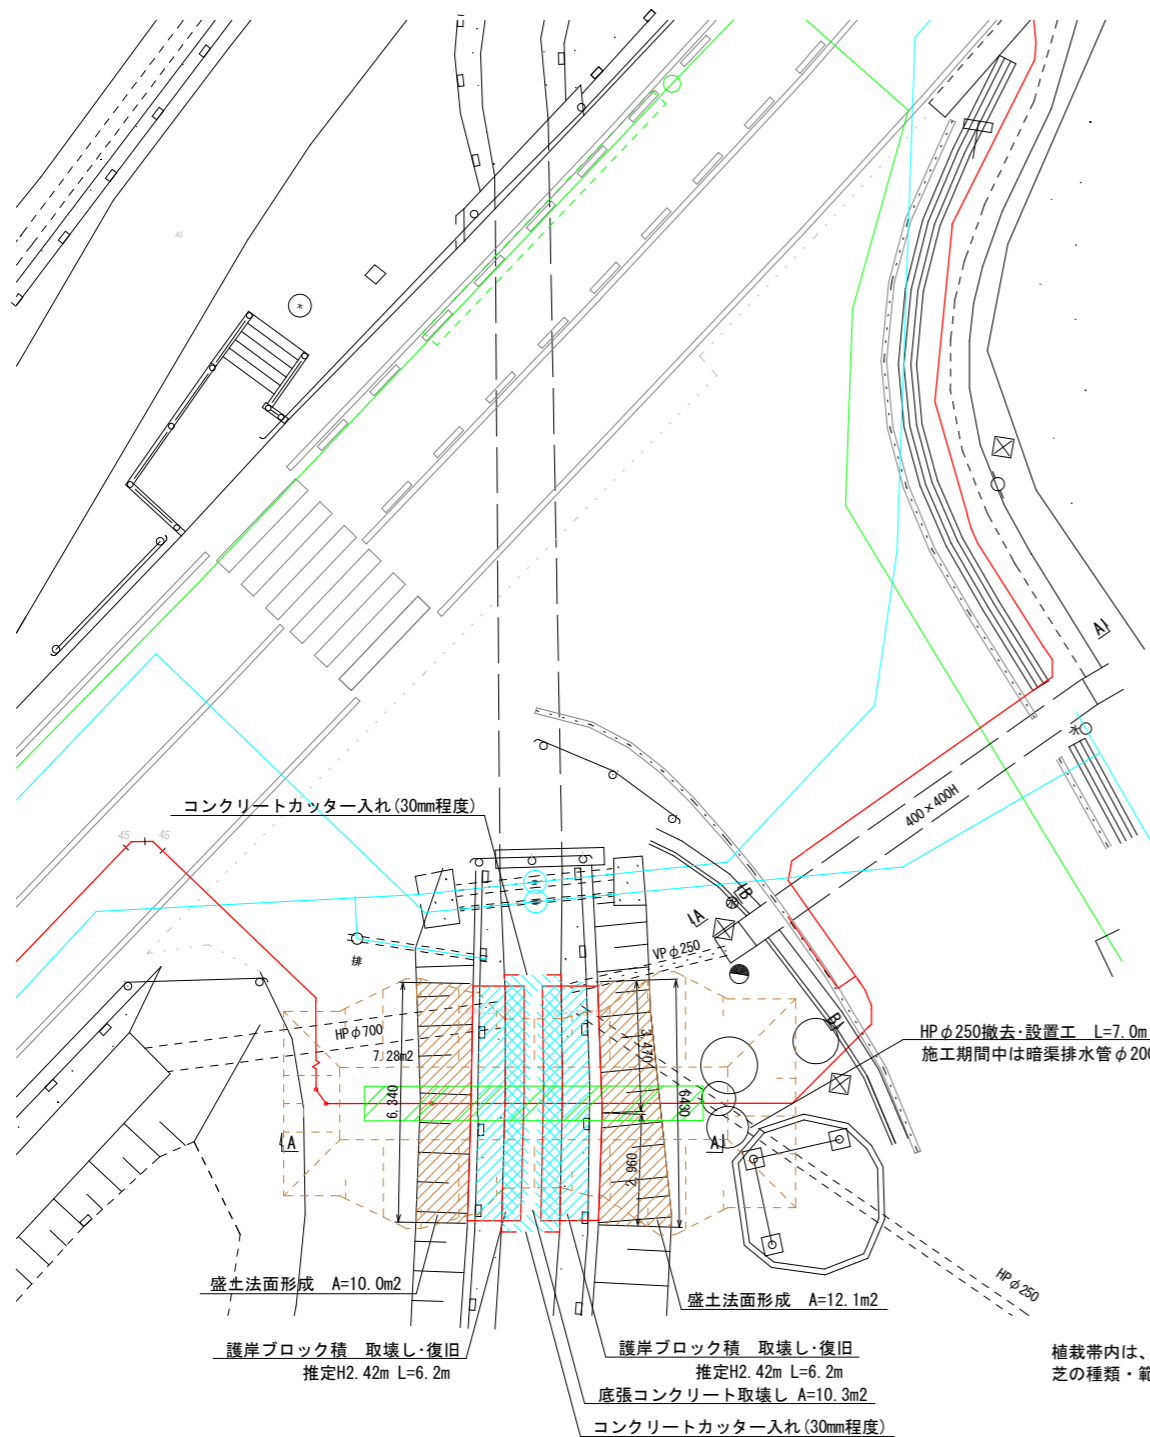 AS
A|
水
400×400H
コンクリートカッター入れ(30mm程度)
45 45
|B
|A
VPφ250
排
HPφ700
7.28m2
3,470
6,340
6430
2,960
B|
HPφ250撤去・設置工 L=7.0m
施工期間中は暗渠排水管φ200
|A
A|
HPφ250
盛土法面形成 A=10.0m2
盛土法面形成 A=12.1m2
護岸ブロック積 取壊し・復旧
推定H2.42m L=6.2m
護岸ブロック積 取壊し・復旧
推定H2.42m L=6.2m
底張コンクリート取壊し A=10.3m2
コンクリートカッター入れ(30mm程度)
植栽帯内は、
芝の種類・範